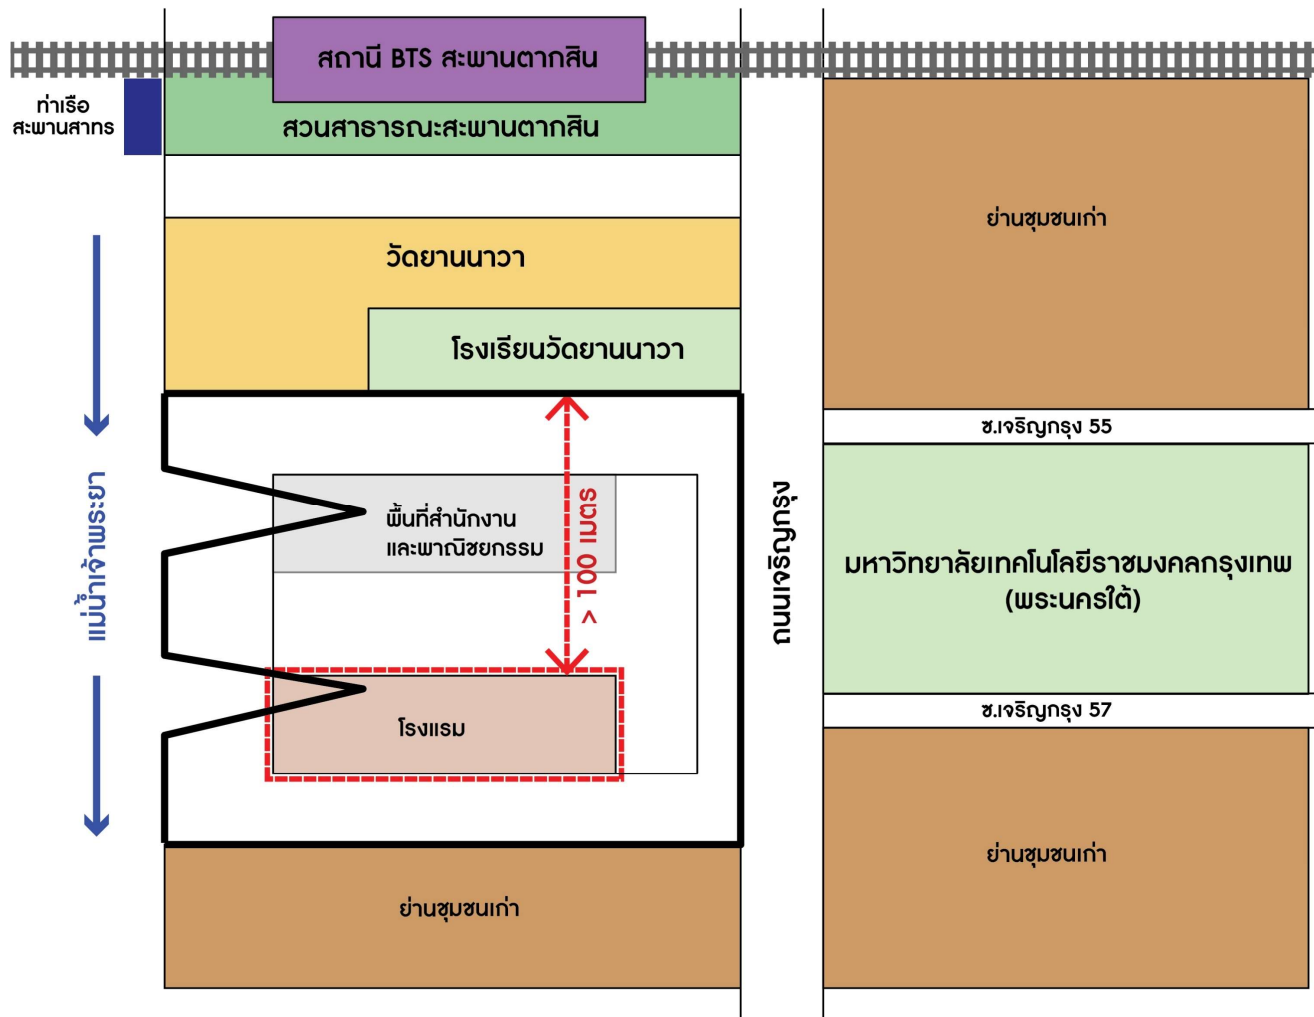 สถานี BTS สะพานตากสิน
ท่าเรือ
สะพานสาทร
สวนสาธารณะสะพานตากสิน
ย่านชุมชนเก่า
วัดยานนาวา
โรงเรียนวัดยานนาวา
ซ.เจริญกรุง 55
แม่น้ำเจ้าพระยา
พื้นที่สำนักงาน
และพาณิชยกรรม
> 100 เมตร
ถนนเจริญกรุง
มหาวิทยาลัยเทคโนโลยีราชมงคลกรุงเทพ
(พระนครใต้)
ซ.เจริญกรุง 57
โรงแรม
ย่านชุมชนเก่า
ย่านชุมชนเก่า